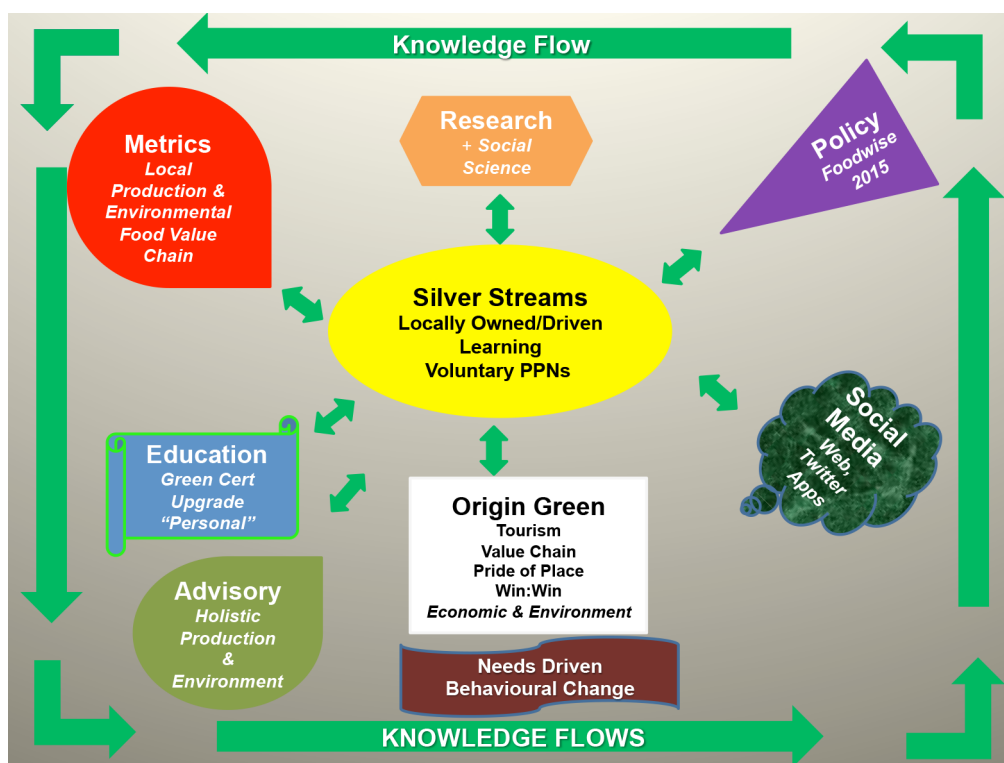 Knowledge Flow
Metrics
Local
Production &
Environmental
Food Value
Chain
Research
+ Social
Science
Policy
Foodwise
2015
Silver Streams
Locally Owned/Driven
Learning
Voluntary PPNs
Social
Media
Web,
Twitter
Apps
Education
Green Cert
Upgrade
“Personal”
Origin Green
Tourism
Value Chain
Pride of Place
Win:Win
Economic & Environment
Advisory
Holistic
Production
&
Environment
Needs Driven
Behavioural Change
KNOWLEDGE FLOWS